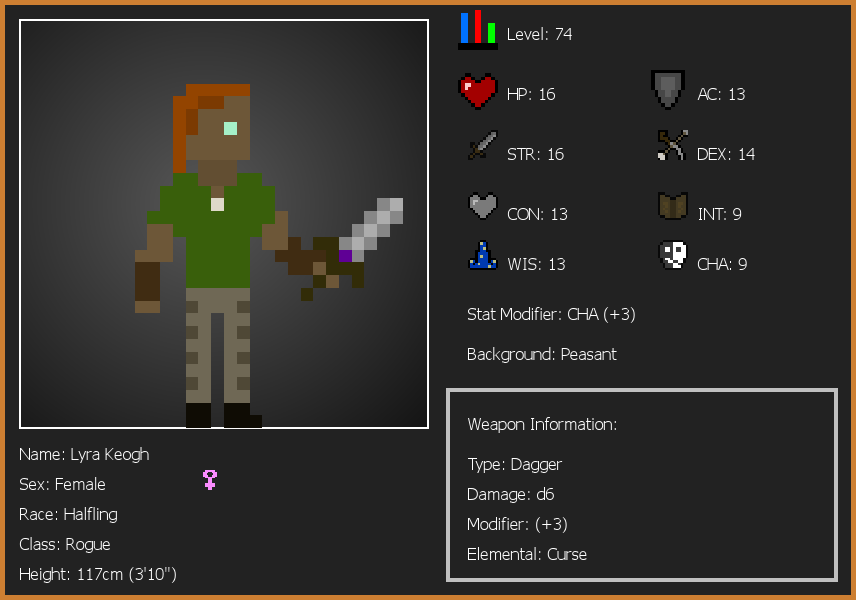 Level: 74
HP: 16
AC: 13
STR: 16
DEX: 14
CON: 13
INT: 9
WIS: 13
CHA: 9
Stat Modifier: CHA (+3)
Background: Peasant
Weapon Information:
Type: Dagger
Damage: d6
Modifier: (+3)
Elemental: Curse
Name: Lyra Keogh
Sex: Female
Race: Halfling
Class: Rogue
Height: 117cm (3'10")